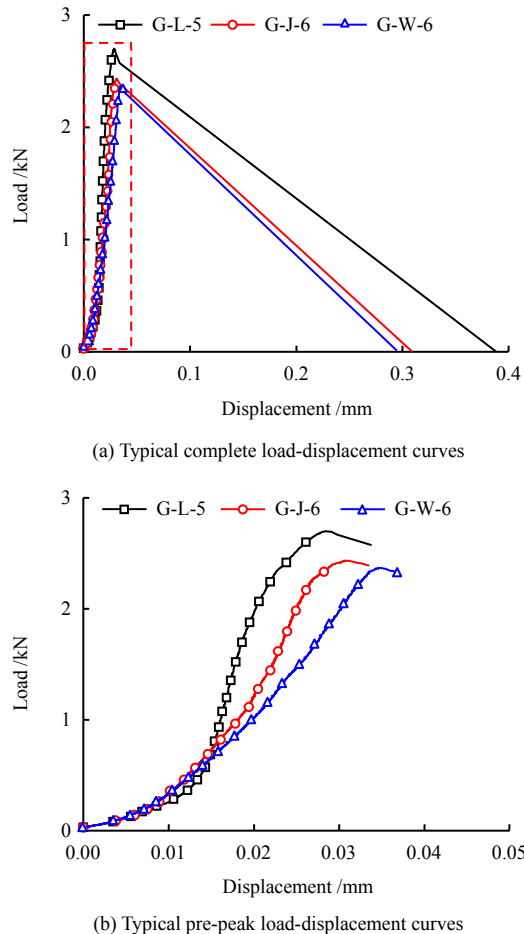 G-L-5 G-J-6 G-W-6
3
2
1
0
Load /kN
0.0 0.1 0.2 0.3 0.4
Displacement /mm
(a) Typical complete load-displacement curves
G-L-5 G-J-6 G-W-6
3
2
1
0
Load /kN
0.00 0.01 0.02 0.03 0.04 0.05
Displacement /mm
(b) Typical pre-peak load-displacement curves